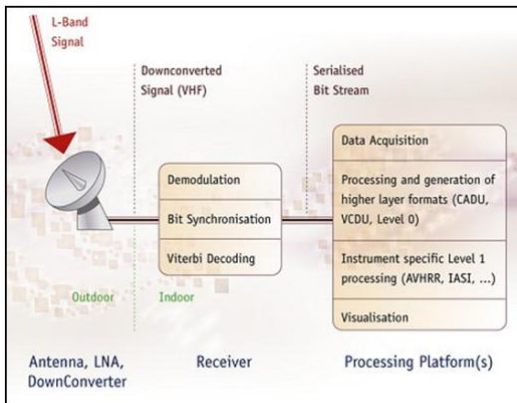 L-Band
Signal
Downconverted
Signal (VHF)
Serialised
Bit Stream
Demodulation
Bit Synchronisation
Viterbi Decoding
Data Acquisition
Processing and generation of
higher layer formats (CADU,
VCDU, Level 0)
Instrument specific Level 1
processing (AVHRR, IASI, ...)
Visualisation
Outdoor
Indoor
Antenna, LNA,
DownConverter
Receiver
Processing Platform(s)